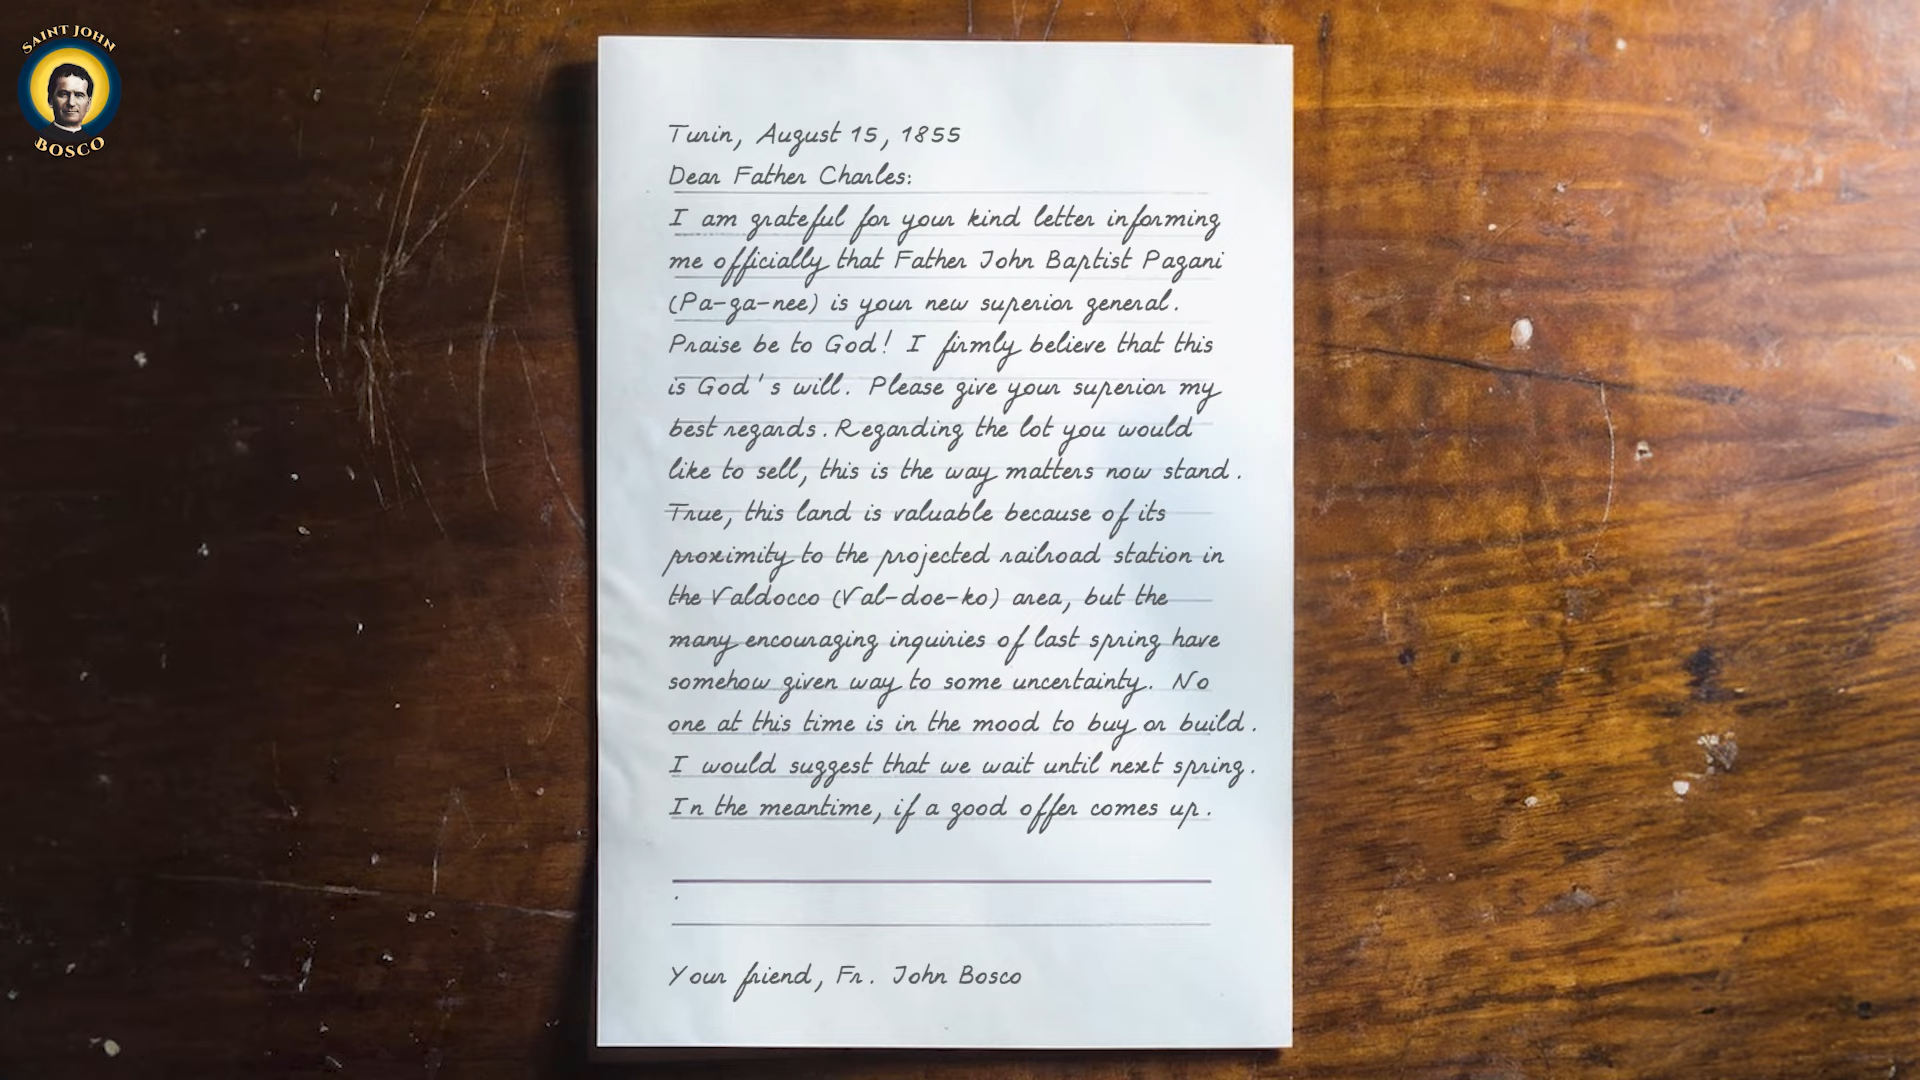 SAINT JOHN
BOSCO
Turin, August 15, 1855
Dear Father Charles:
I am grateful for your kind letter informing
me officially that Father John Baptist Pagani
(Pa-ga-nee) is your new superior general.
Praise be to God! I firmly believe that this
is God's will. Please give your superior my
best regards. Regarding the lot you would
like to sell, this is the way matters now stand.
True, this land is valuable because of its
proximity to the projected railroad station in
the Valdocco (Val-doe-ko) area, but the
many encouraging inquiries of last spring have
somehow given way to some uncertainty. No
one at this time is in the mood to buy or build.
I would suggest that we wait until next spring.
In the meantime, if a good offer comes up.
Your friend, Fr. John Bosco